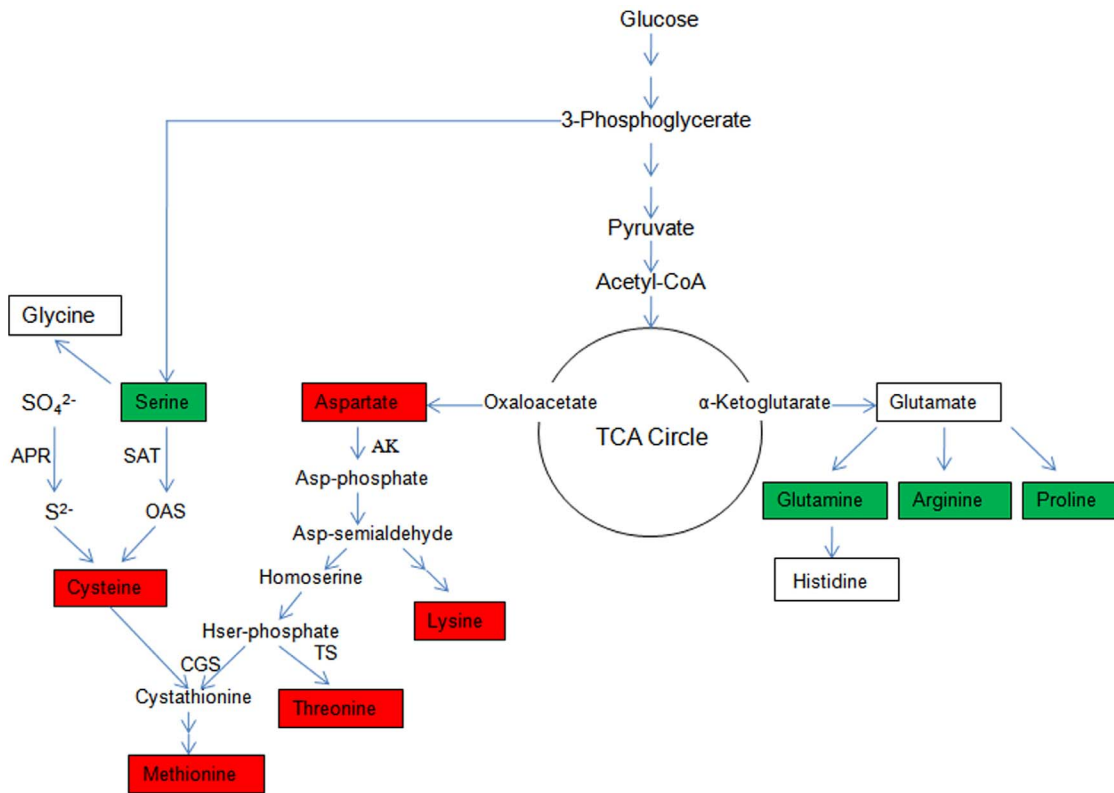 Glucose
3-Phosphoglycerate
Pyruvate
Acetyl-CoA
Glycine
SO₄²⁻
Serine
Aspartate
Oxaloacetate
α-Ketoglutarate
Glutamate
TCA Circle
APR
SAT
AK
Asp-phosphate
S²⁻
OAS
Glutamine
Arginine
Proline
Asp-semialdehyde
Cysteine
Homoserine
Histidine
Lysine
Hser-phosphate
TS
CGS
Cystathionine
Threonine
Methionine